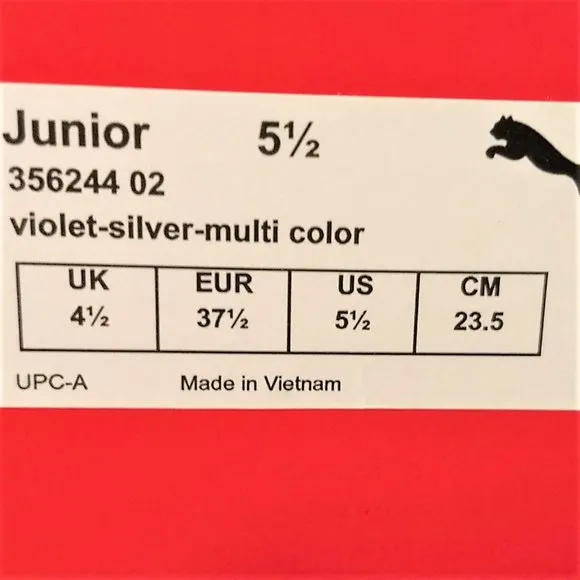 Junior 5½
356244 02
violet-silver-multi color
UK EUR US CM
4½ 37½ 5½ 23.5
UPC-A Made in Vietnam